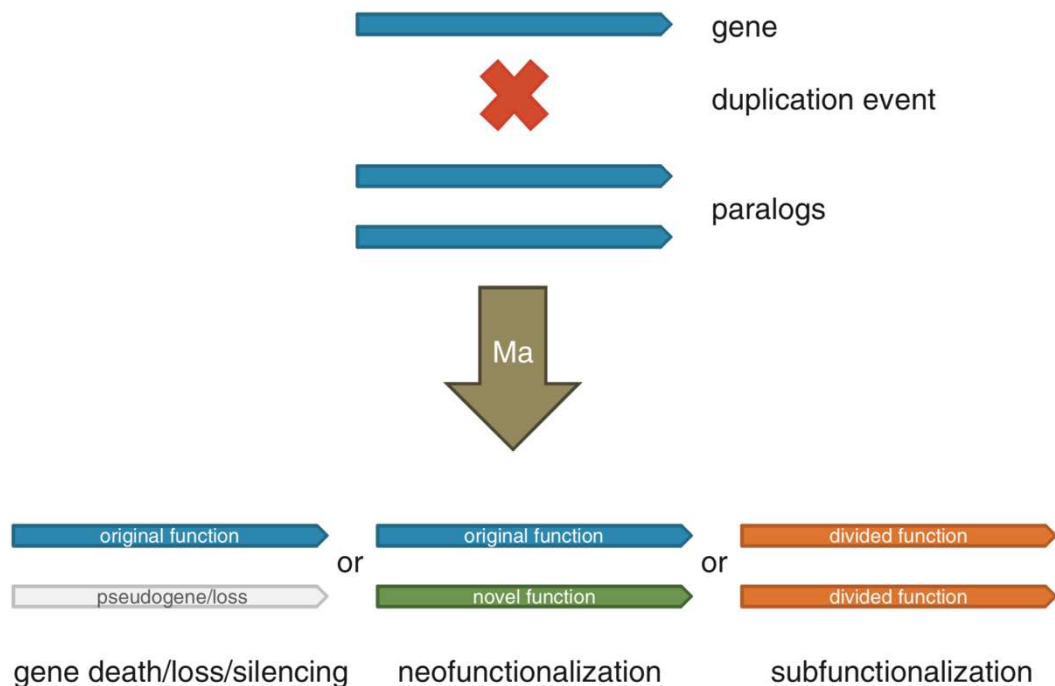 gene
duplication event
paralogs
Ma
original function
original function
divided function
or
or
pseudogene/loss
novel function
divided function
gene death/loss/silencing
neofunctionalization
subfunctionalization